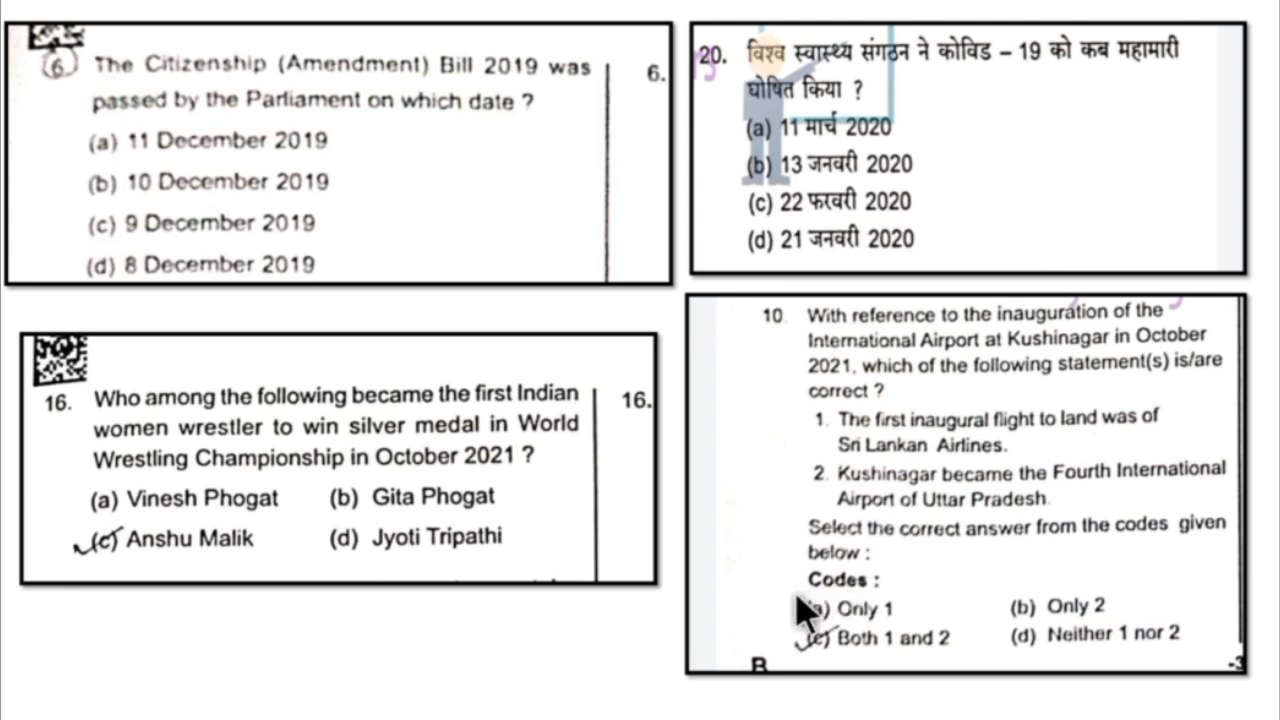 6. The Citizenship (Amendment) Bill 2019 was
passed by the Parliament on which date ?
(a) 11 December 2019
(b) 10 December 2019
(c) 9 December 2019
(d) 8 December 2019
6.
20. विश्व स्वास्थ्य संगठन ने कोविड – 19 को कब महामारी
घोषित किया ?
(a) 11 मार्च 2020
(b) 13 जनवरी 2020
(c) 22 फरवरी 2020
(d) 21 जनवरी 2020
16. Who among the following became the first Indian
women wrestler to win silver medal in World
Wrestling Championship in October 2021 ?
(a) Vinesh Phogat (b) Gita Phogat
(c) Anshu Malik (d) Jyoti Tripathi
16.
10. With reference to the inauguration of the
International Airport at Kushinagar in October
2021, which of the following statement(s) is/are
correct ?
1. The first inaugural flight to land was of
Sri Lankan Airlines.
2. Kushinagar became the Fourth International
Airport of Uttar Pradesh.
Select the correct answer from the codes given
below :
Codes :
(a) Only 1 (b) Only 2
(c) Both 1 and 2 (d) Neither 1 nor 2
B -3